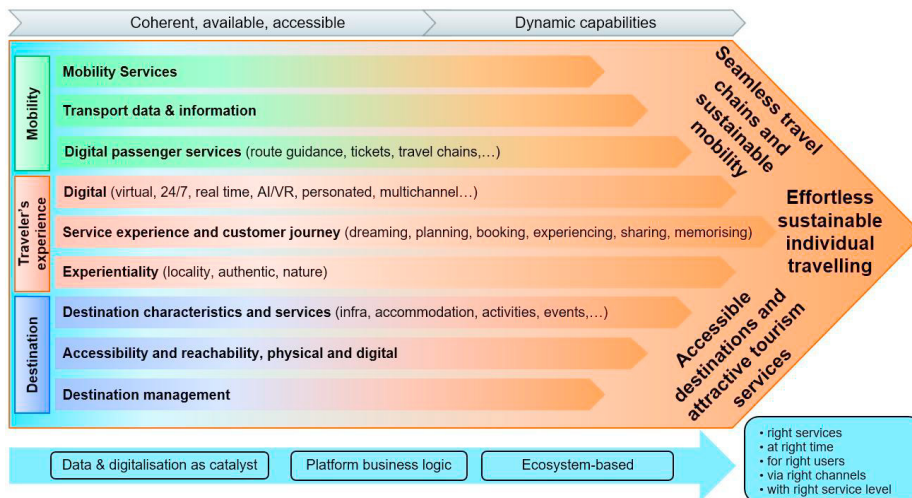 Coherent, available, accessible
Dynamic capabilities
Mobility
Mobility Services
Transport data & information
Digital passenger services (route guidance, tickets, travel chains,…)
Traveler's
experience
Digital (virtual, 24/7, real time, AI/VR, personated, multichannel…)
Service experience and customer journey (dreaming, planning, booking, experiencing, sharing, memorising)
Experientiality (locality, authentic, nature)
Destination
Destination characteristics and services (infra, accommodation, activities, events,…)
Accessibility and reachability, physical and digital
Destination management
Seamless travel
chains and
sustainable
mobility
Effortless
sustainable
individual
travelling
Accessible
destinations and
attractive tourism
services
Data & digitalisation as catalyst
Platform business logic
Ecosystem-based
• right services
• at right time
• for right users
• via right channels
• with right service level